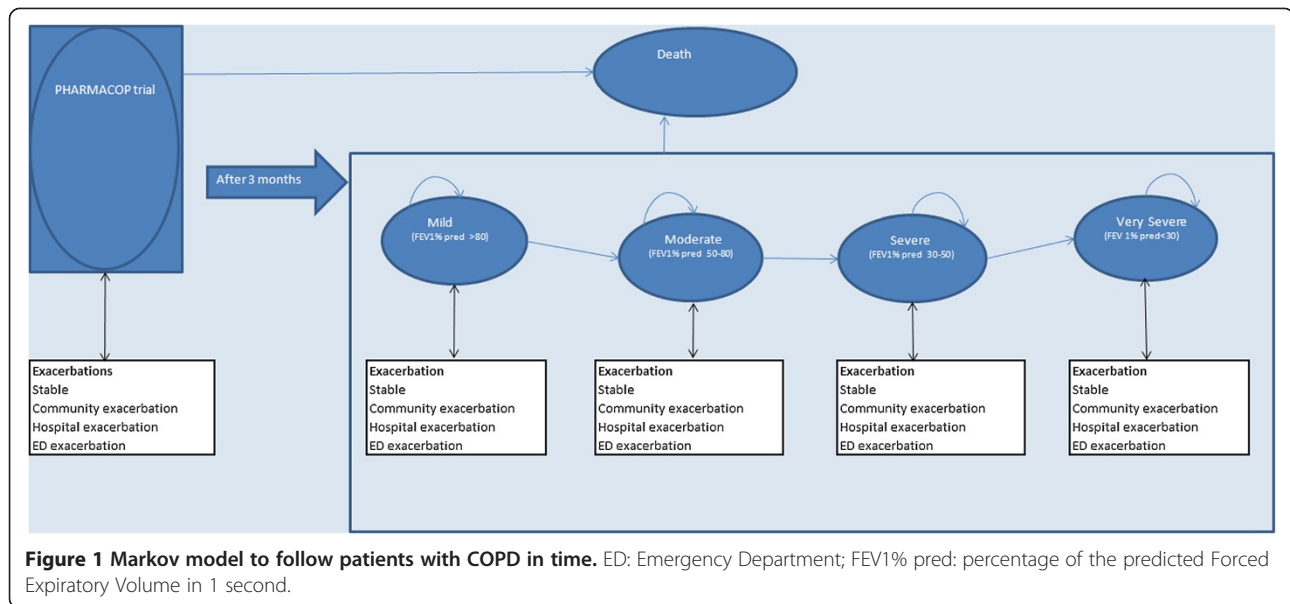 Death
PHARMACOP trial
After 3 months
Mild
(FEV1% pred >80)
Moderate
(FEV1% pred 50-80)
Severe
(FEV1% pred 30-50)
Very Severe
(FEV 1% pred<30)
Exacerbations
Stable
Community exacerbation
Hospital exacerbation
ED exacerbation
Exacerbation
Stable
Community exacerbation
Hospital exacerbation
ED exacerbation
Exacerbation
Stable
Community exacerbation
Hospital exacerbation
ED exacerbation
Exacerbation
Stable
Community exacerbation
Hospital exacerbation
ED exacerbation
Exacerbation
Stable
Community exacerbation
Hospital exacerbation
ED exacerbation
Figure 1 Markov model to follow patients with COPD in time. ED: Emergency Department; FEV1% pred: percentage of the predicted Forced
Expiratory Volume in 1 second.